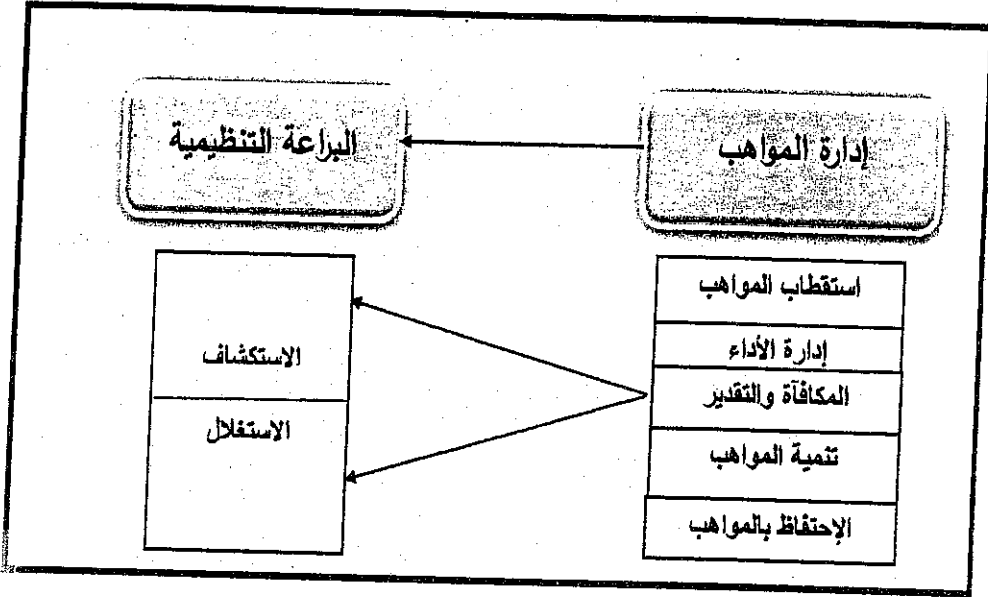 إدارة المواهب
البراعة التنظيمية
استقطاب المواهب
إدارة الأداء
المكافآة والتقدير
تنمية المواهب
الإحتفاظ بالمواهب
الاستكشاف
الاستغلال